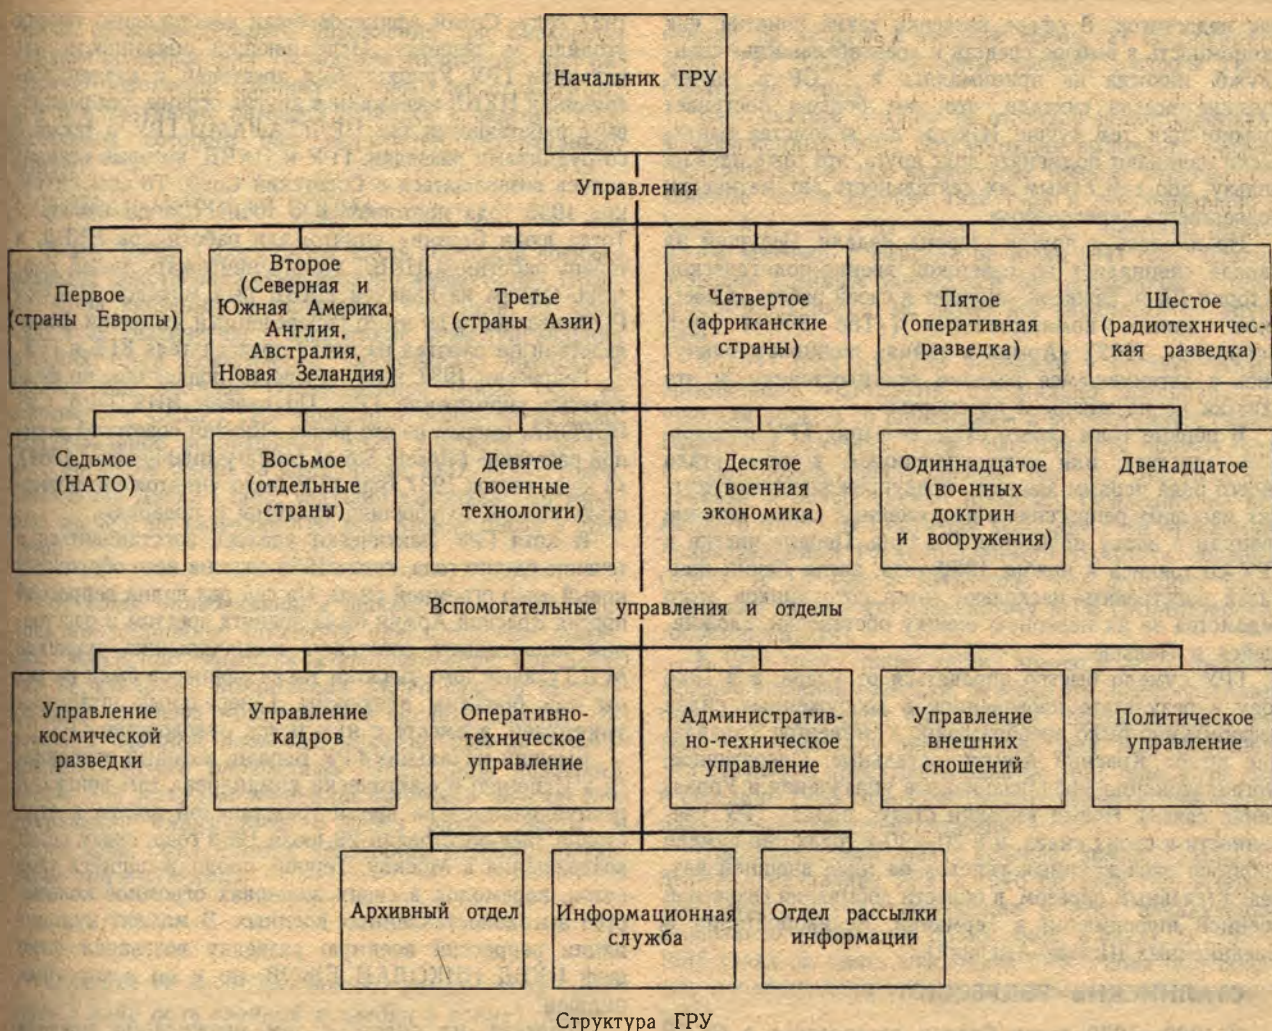 Начальник ГРУ
Управления
Первое
(страны Европы)
Второе
(Северная и
Южная Америка,
Англия,
Австралия,
Новая Зеландия)
Третье
(страны Азии)
Четвертое
(африканские
страны)
Пятое
(оперативная
разведка)
Шестое
(радиотехничес-
кая разведка)
Седьмое
(НАТО)
Восьмое
(отдельные
страны)
Девятое
(военные
технологии)
Десятое
(военная
экономика)
Одиннадцатое
(военных
доктрин
и вооружения)
Двенадцатое
Вспомогательные управления и отделы
Управление
космической
разведки
Управление
кадров
Оперативно-
техническое
управление
Административ-
но-техническое
управление
Управление
внешних
сношений
Политическое
управление
Архивный отдел
Информационная
служба
Отдел рассылки
информации
Структура ГРУ